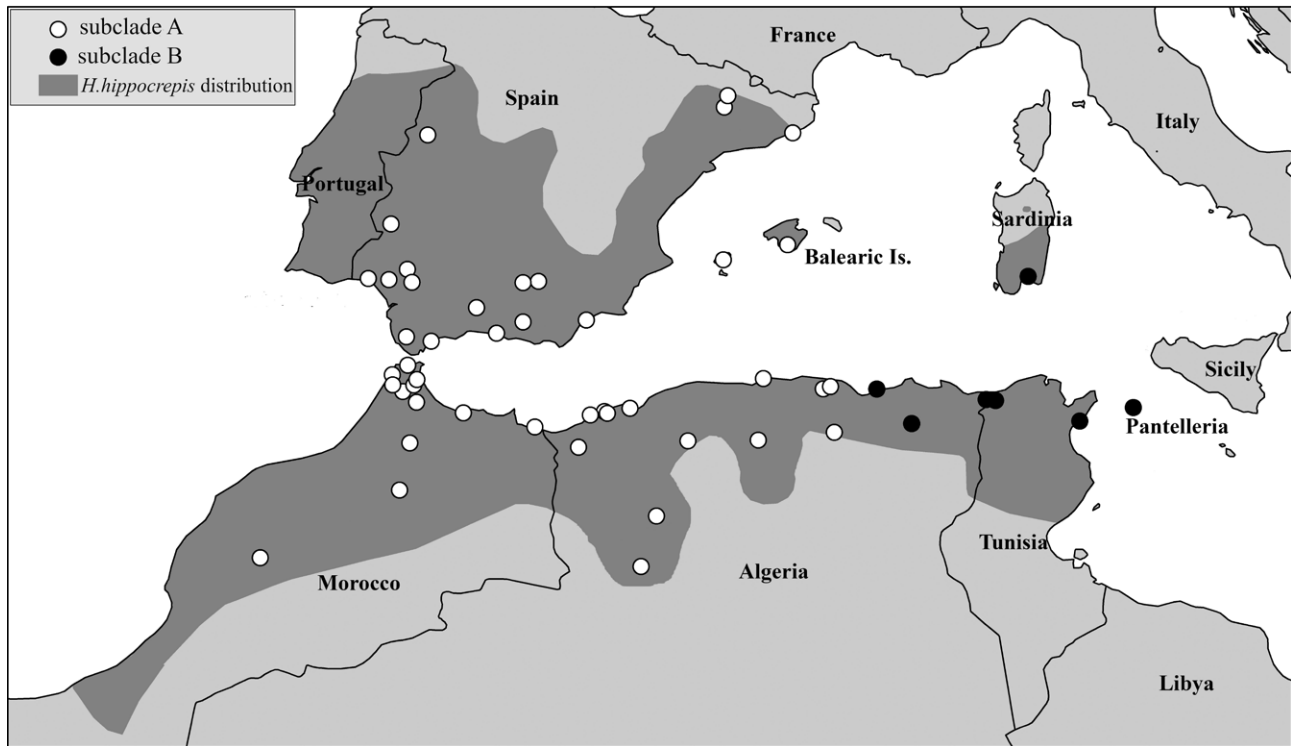 subclade A
subclade B
H.hippocrepis distribution
France
Spain
Italy
Portugal
Sardinia
Balearic Is.
Sicily
Pantelleria
Tunisia
Morocco
Algeria
Libya